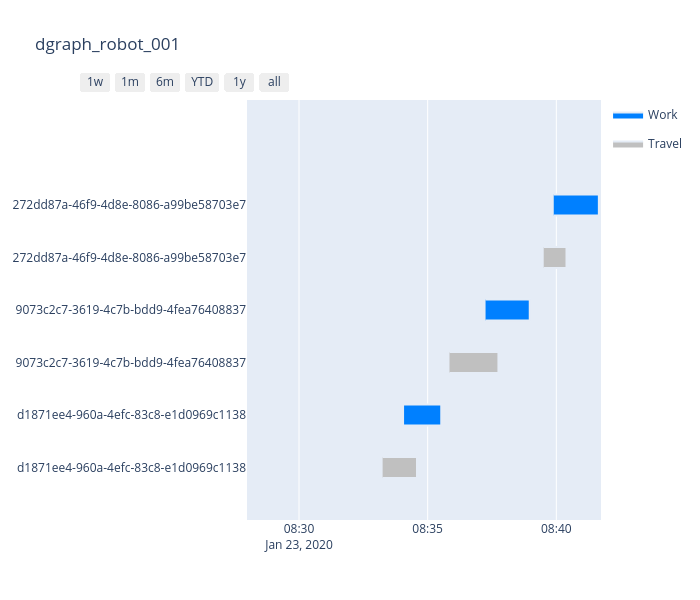 dgraph_robot_001
1w 1m 6m YTD 1y all
Work
Travel
272dd87a-46f9-4d8e-8086-a99be58703e7
272dd87a-46f9-4d8e-8086-a99be58703e7
9073c2c7-3619-4c7b-bdd9-4fea76408837
9073c2c7-3619-4c7b-bdd9-4fea76408837
d1871ee4-960a-4efc-83c8-e1d0969c1138
d1871ee4-960a-4efc-83c8-e1d0969c1138
08:30 08:35 08:40
Jan 23, 2020